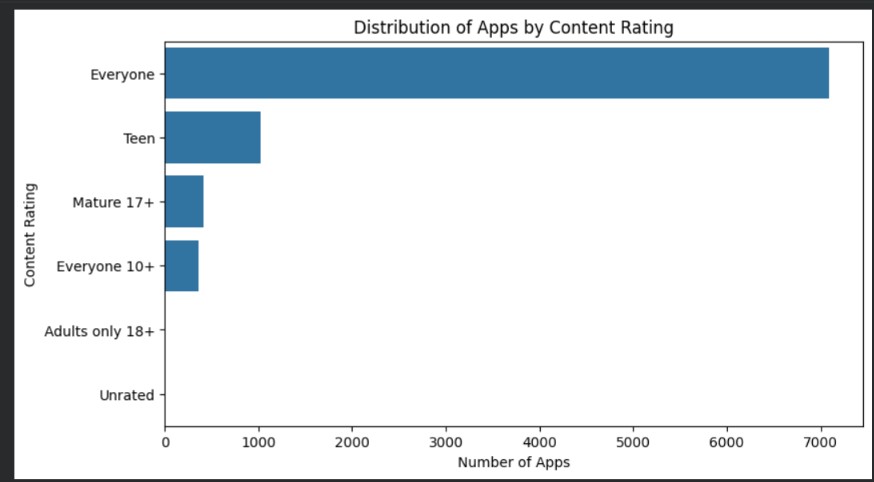 Distribution of Apps by Content Rating
Everyone
Teen
Mature 17+
Everyone 10+
Adults only 18+
Unrated
Content Rating
0 1000 2000 3000 4000 5000 6000 7000
Number of Apps